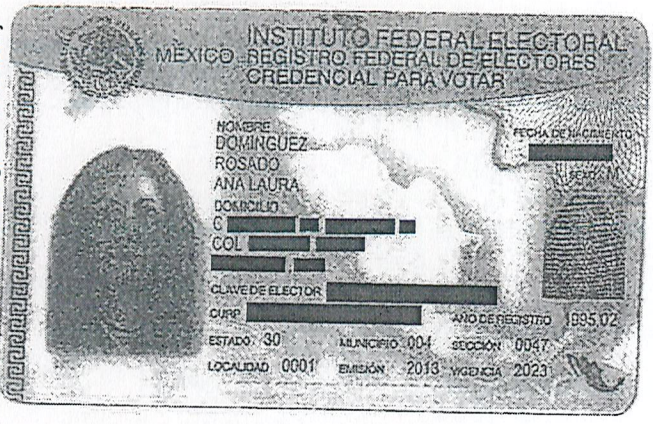 MÉXICO INSTITUTO FEDERAL ELECTORAL
REGISTRO FEDERAL DE ELECTORES
CREDENCIAL PARA VOTAR
NOMBRE
DOMINGUEZ
ROSADO
ANA LAURA
FECHA DE NACIMIENTO
SEXO M
DOMICILIO
C
COL
CLAVE DE ELECTOR
CURP
AÑO DE REGISTRO 1995 02
ESTADO 30 MUNICIPIO 004 SECCIÓN 0047
LOCALIDAD 0001 EMISIÓN 2013 VIGENCIA 2023